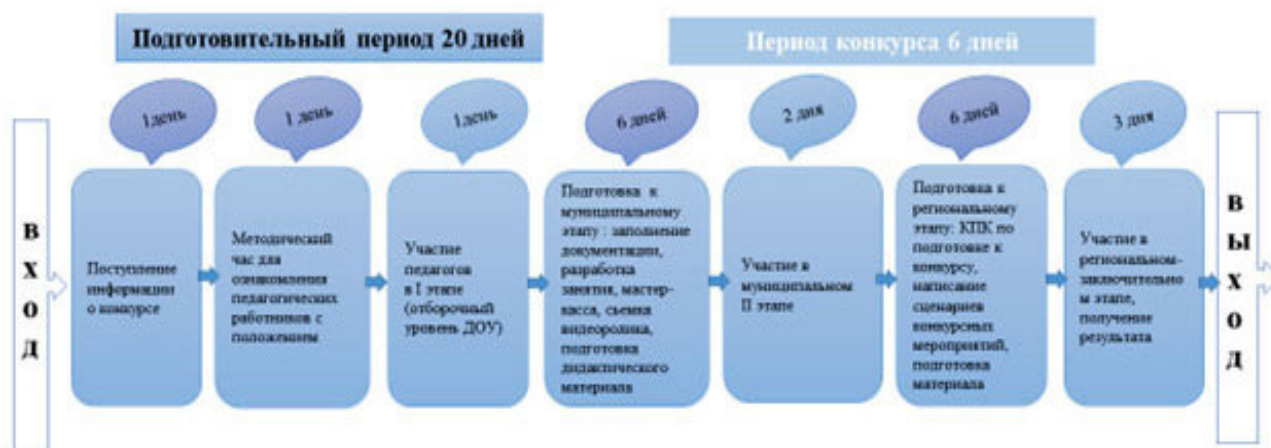 Подготовительный период 20 дней
Период конкурса 6 дней
1день
1 день
1день
6 дней
2 дня
6 дней
3 дня
ВХОД
Поступление
информации
о конкурсе
Методический
час для
ознакомления
педагогических
работников с
положением
Участие
педагогов
в I этапе
(отборочный
уровень ДОУ)
Подготовка к
муниципальному
этапу : заполнение
документации,
разработка
занятия, мастер-
касса, съемка
видеоролика,
подготовка
дидактического
материала
Участие в
муниципальном
II этапе
Подготовка к
региональному
этапу: КПК по
подготовке к
конкурсу,
написание
сценариев
конкурсных
мероприятий,
подготовка
материала
Участие в
региональном-
заключительно
м этапе,
получение
результата
ВЫХОД